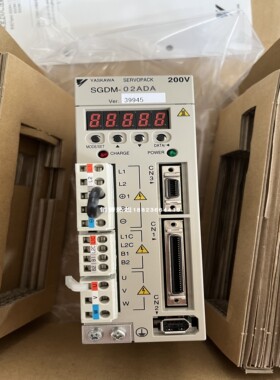 YASKAWA SERVOPACK 200V
SGDM-02ADA
Ver. 39945
MODE/SET ▲ ▼ DATA/◀
CHARGE POWER
L1
L2
⊕1
⊖
L1C
L2C
B1
B2
U
V
W
CN3
CN1
CN2